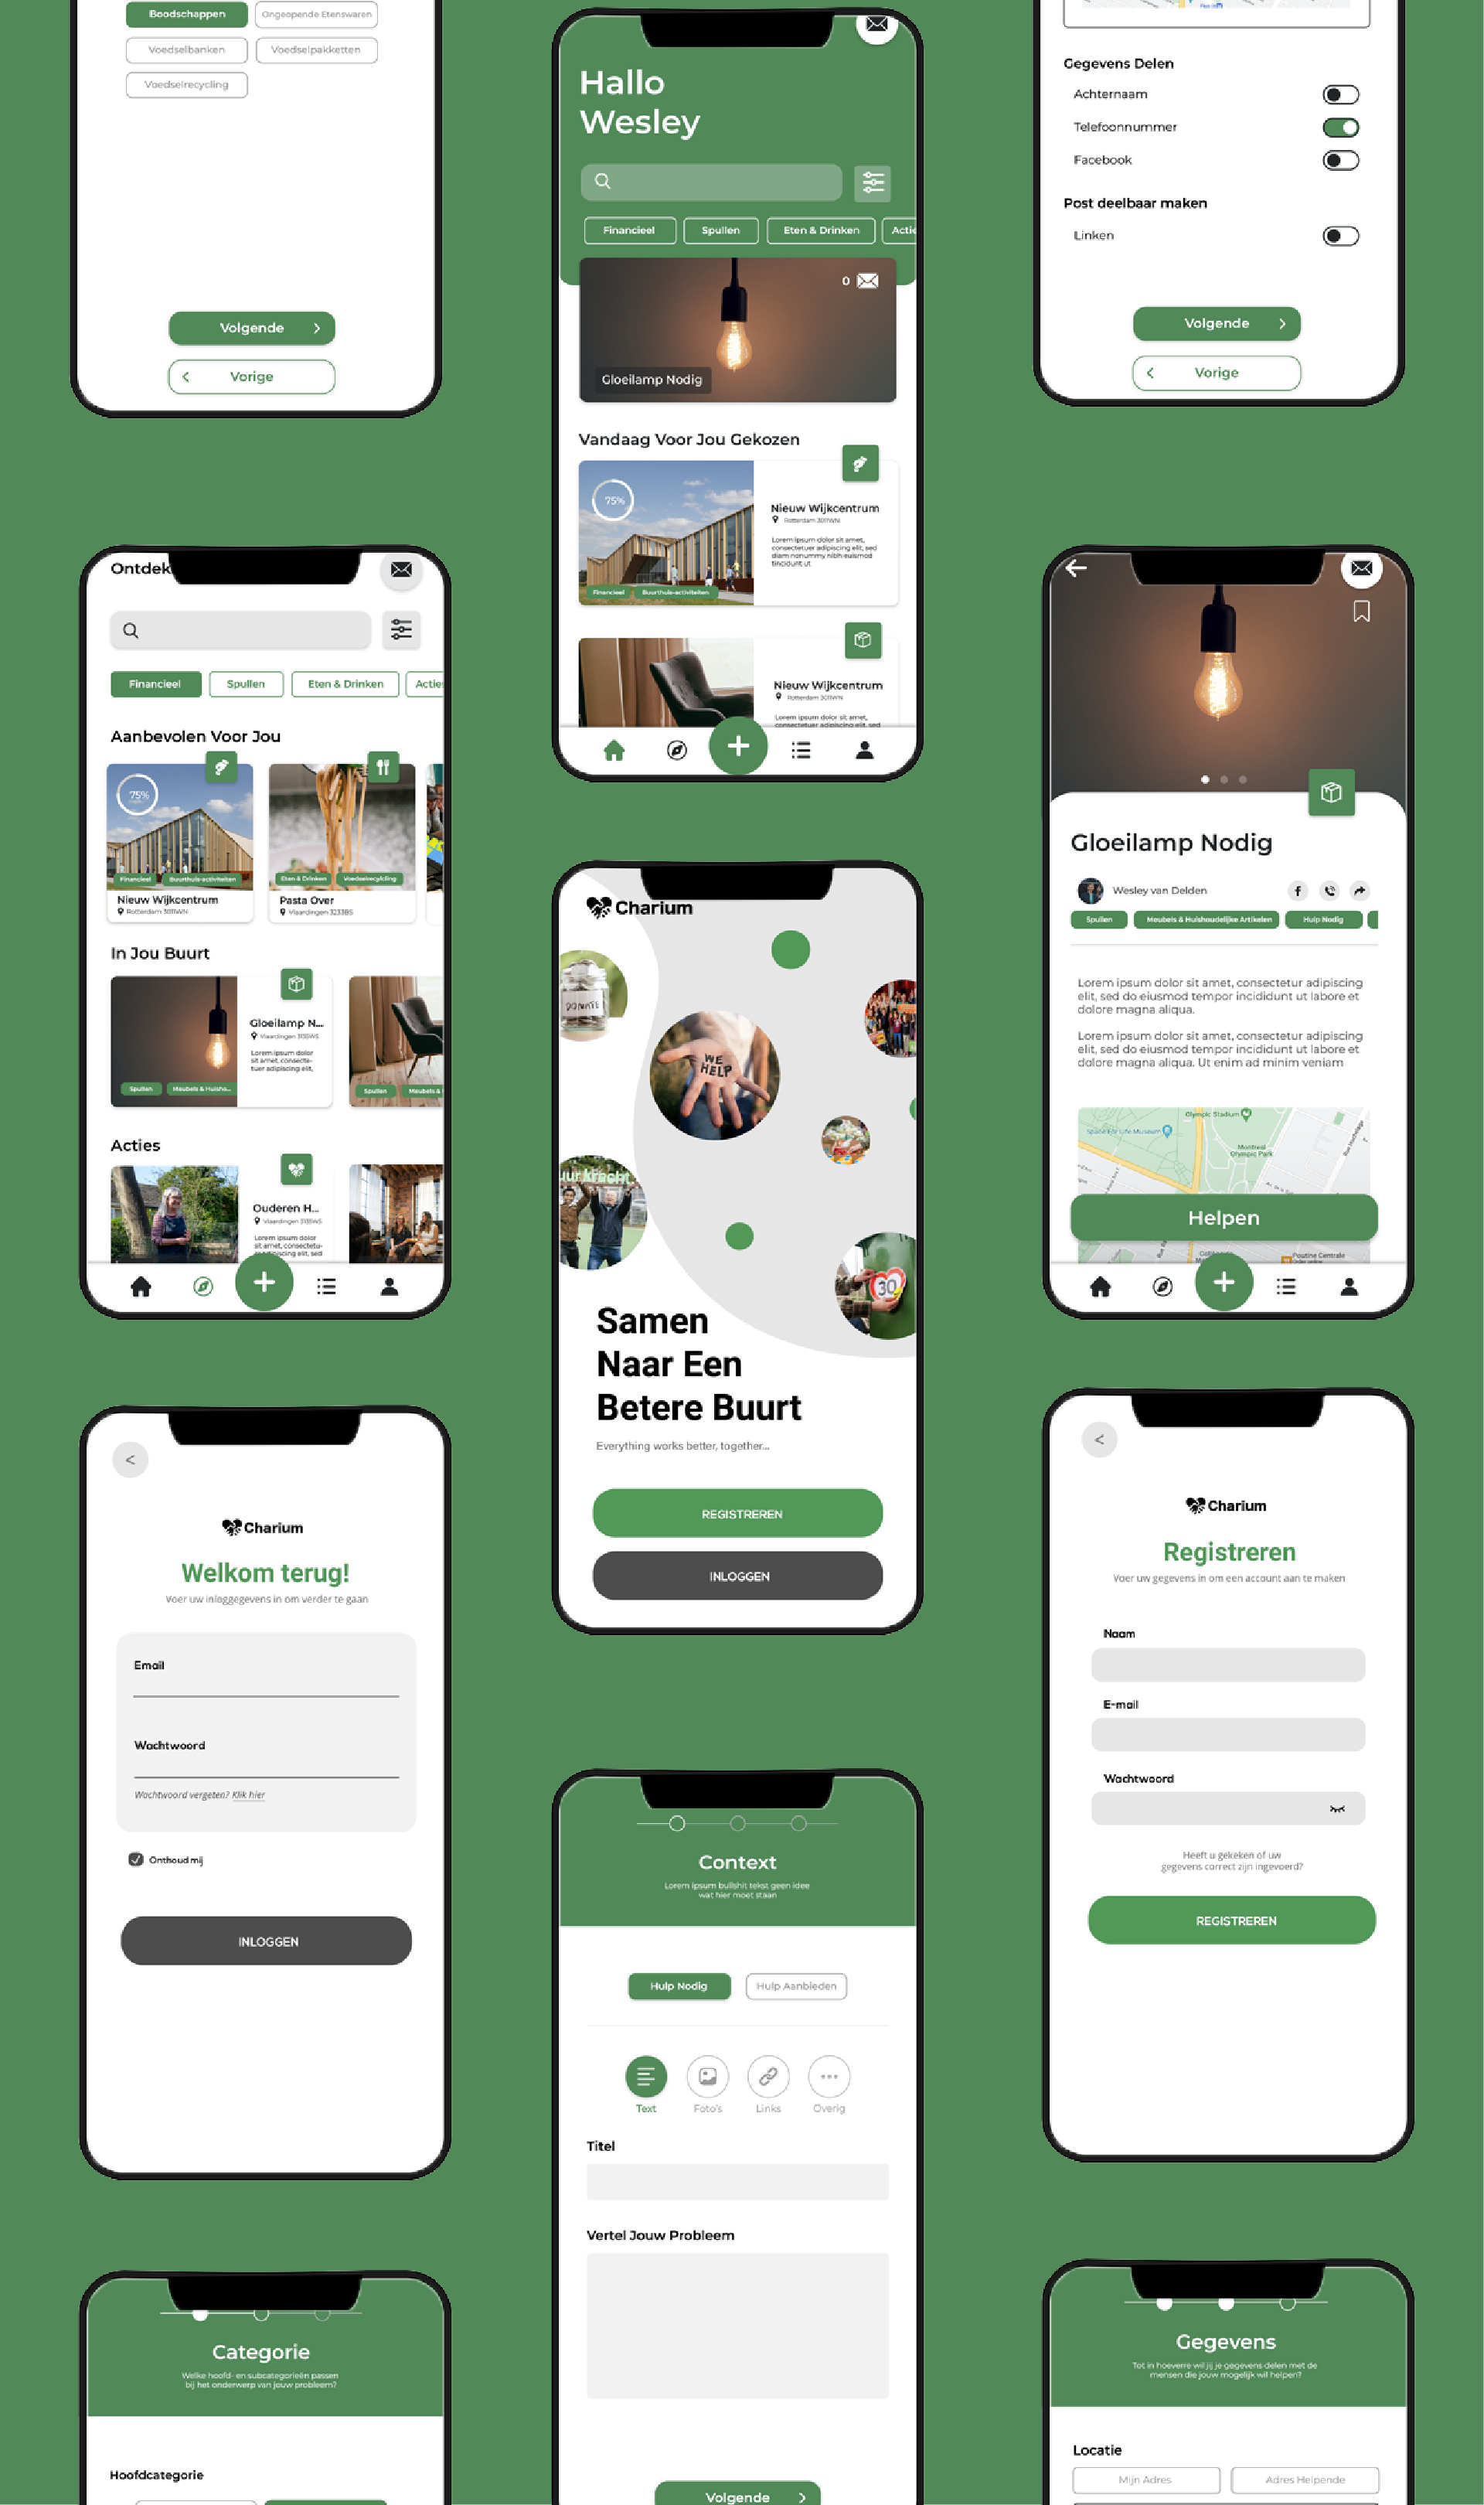 Boodschappen
Ongeopende Etenswaren
Voedselbanken
Voedselpakketten
Voedselrecycling
Volgende
Vorige
Ontdek
Financieel
Spullen
Eten & Drinken
Aanbevolen Voor Jou
75%
Financieel
Buurthuis-activiteiten
Nieuw Wijkcentrum
Rotterdam 3011WN
Eten & Drinken
Voedselrecycling
Pasta Over
Vlaardingen 3233BS
In Jou Buurt
Gloeilamp N...
Vlaardingen 3135WS
Lorem ipsum dolor
sit amet, consecte-
tuer adipiscing elit,
Spullen
Meubels & Huisho...
Spullen
Meubels &
Acties
Ouderen H...
Vlaardingen 3135WS
Lorem ipsum dolor
sit amet, consectetu-
adipiscing elit, sed
<
Charium
Welkom terug!
Voer uw inloggegevens in om verder te gaan
Email
Wachtwoord
Wachtwoord vergeten? Klik hier
Onthoud mij
INLOGGEN
Categorie
Welke hoofd- en subcategorieën passen
bij het onderwerp van jouw probleem?
Hoofdcategorie
Hallo
Wesley
Financieel
Spullen
Eten & Drinken
0
Gloeilamp Nodig
Vandaag Voor Jou Gekozen
75%
Financieel
Buurthuis-activiteiten
Nieuw Wijkcentrum
Rotterdam 3011WN
Lorem ipsum dolor sit amet,
consectetuer adipiscing elit, sed
diam nonummy nibh euismod
tincidunt ut
Nieuw Wijkcentrum
Rotterdam 3011WN
Lorem ipsum dolor sit amet,
consectetuer adipiscing elit, sed
Charium
DONATE
WE
HELP
30
Samen
Naar Een
Betere Buurt
Everything works better, together...
REGISTREREN
INLOGGEN
Context
Lorem ipsum bullshit tekst geen idee
wat hier moet staan
Hulp Nodig
Hulp Aanbieden
Text
Foto's
Links
Overig
Titel
Vertel Jouw Probleem
Volgende
Gegevens Delen
Achternaam
Telefoonnummer
Facebook
Post deelbaar maken
Linken
Volgende
Vorige
Gloeilamp Nodig
Wesley van Delden
Spullen
Meubels & Huishoudelijke Artikelen
Hulp Nodig
Lorem ipsum dolor sit amet, consectetur adipiscing
elit, sed do eiusmod tempor incididunt ut labore et
dolore magna aliqua.
Lorem ipsum dolor sit amet, consectetur adipiscing
elit, sed do eiusmod tempor incididunt ut labore et
dolore magna aliqua. Ut enim ad minim veniam
Olympic Stadium
Space For Life Museum
Montreal
Olympic Park
Helpen
Poutine Centrale
<
Charium
Registreren
Voer uw gegevens in om een account aan te maken
Naam
E-mail
Wachtwoord
Heeft u gekeken of uw
gegevens correct zijn ingevoerd?
REGISTREREN
Gegevens
Tot in hoeverre wil jij je gegevens delen met de
mensen die jouw mogelijk wil helpen?
Locatie
Mijn Adres
Adres Helpende